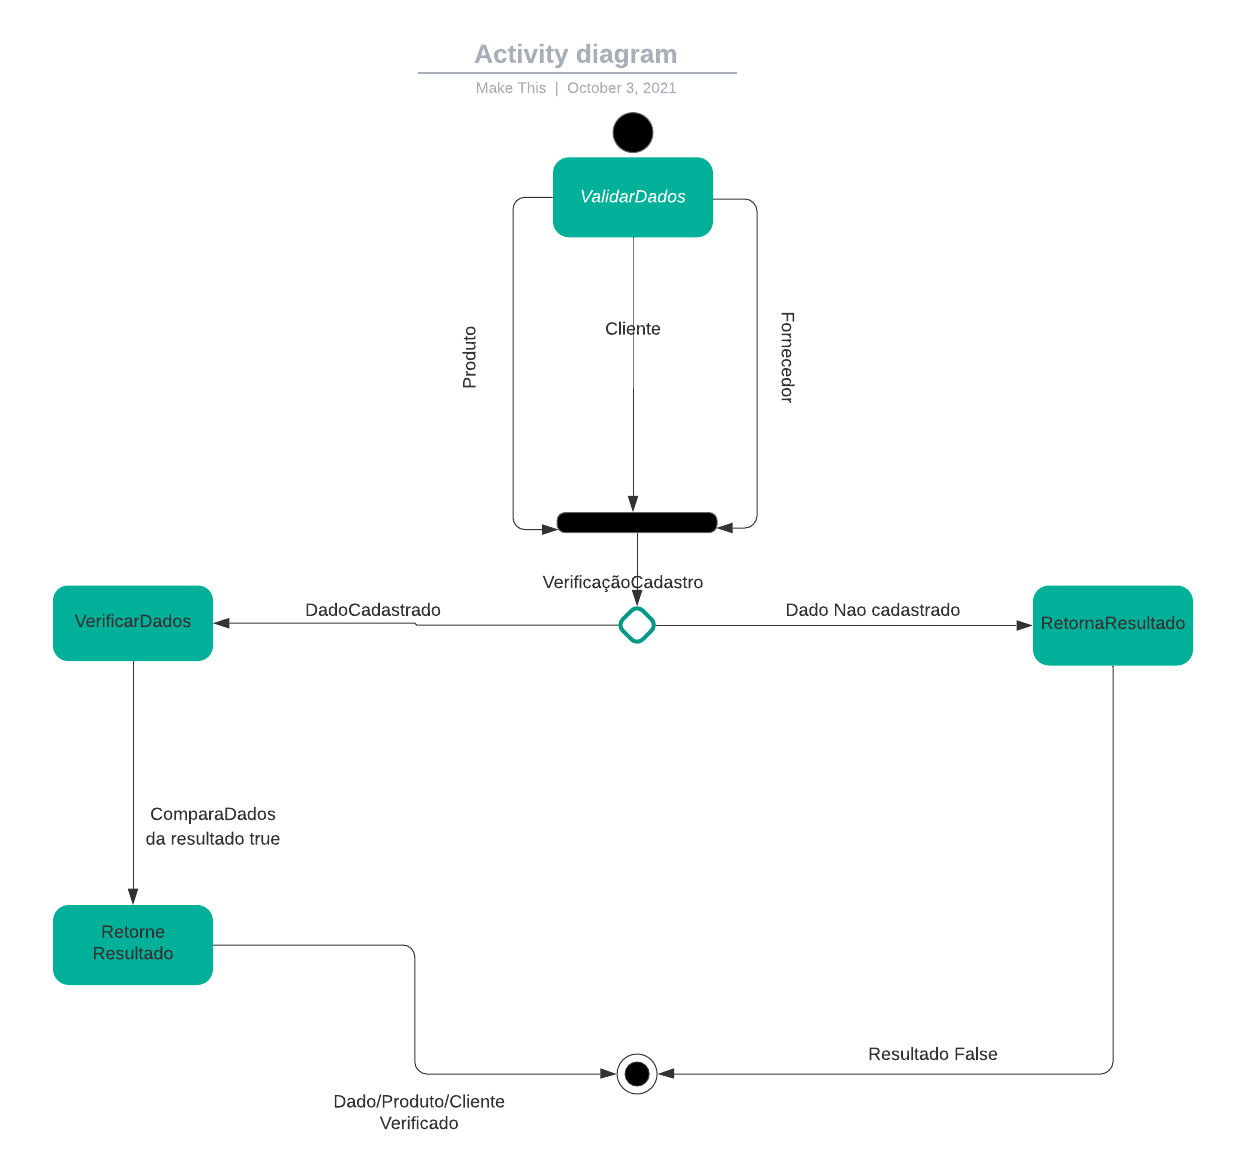 Activity diagram
Make This | October 3, 2021
ValidarDados
Produto
Cliente
Fornecedor
VerificaçãoCadastro
DadoCadastrado
Dado Nao cadastrado
VerificarDados
RetornaResultado
ComparaDados
da resultado true
Retorne
Resultado
Resultado False
Dado/Produto/Cliente
Verificado